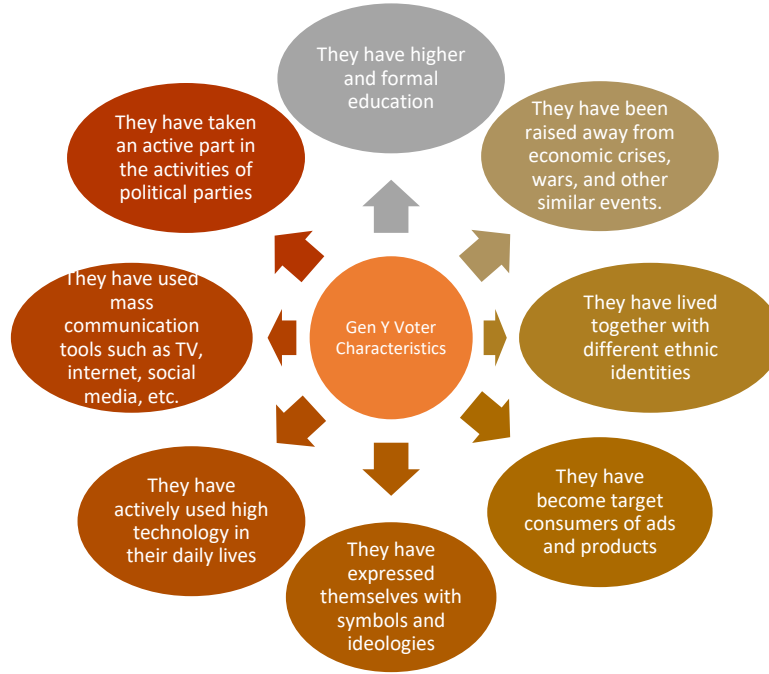 They have higher
and formal
education
They have been
raised away from
economic crises,
wars, and other
similar events.
They have lived
together with
different ethnic
identities
They have
become target
consumers of ads
and products
They have
expressed
themselves with
symbols and
ideologies
They have
actively used high
technology in
their daily lives
They have used
mass
communication
tools such as TV,
internet, social
media, etc.
They have taken
an active part in
the activities of
political parties
Gen Y Voter
Characteristics